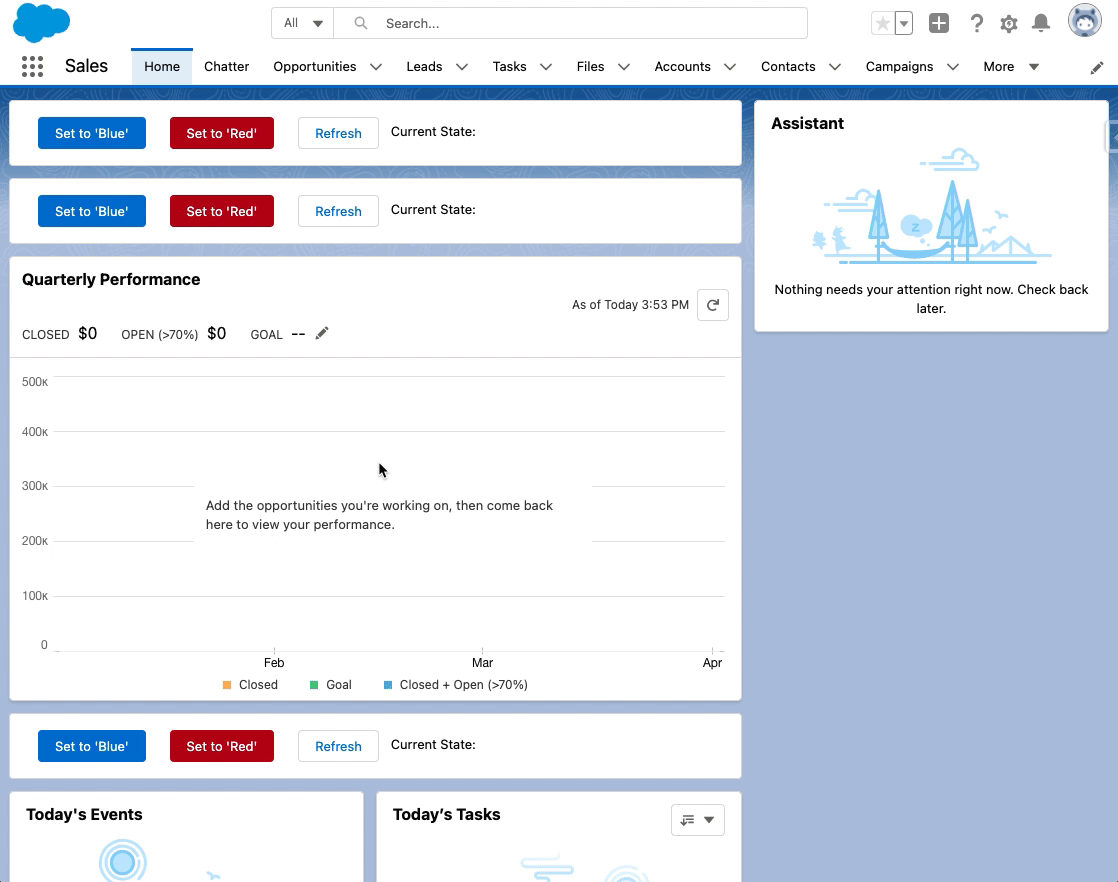 All Search...
Sales Home Chatter Opportunities Leads Tasks Files Accounts Contacts Campaigns More
Set to 'Blue' Set to 'Red' Refresh Current State:
Set to 'Blue' Set to 'Red' Refresh Current State:
Quarterly Performance
As of Today 3:53 PM
CLOSED $0 OPEN (>70%) $0 GOAL --
500K
400K
300K
Add the opportunities you're working on, then come back
here to view your performance.
200K
100K
0
Feb Mar Apr
Closed Goal Closed + Open (>70%)
Set to 'Blue' Set to 'Red' Refresh Current State:
Today's Events
Today’s Tasks
Assistant
z
Nothing needs your attention right now. Check back
later.